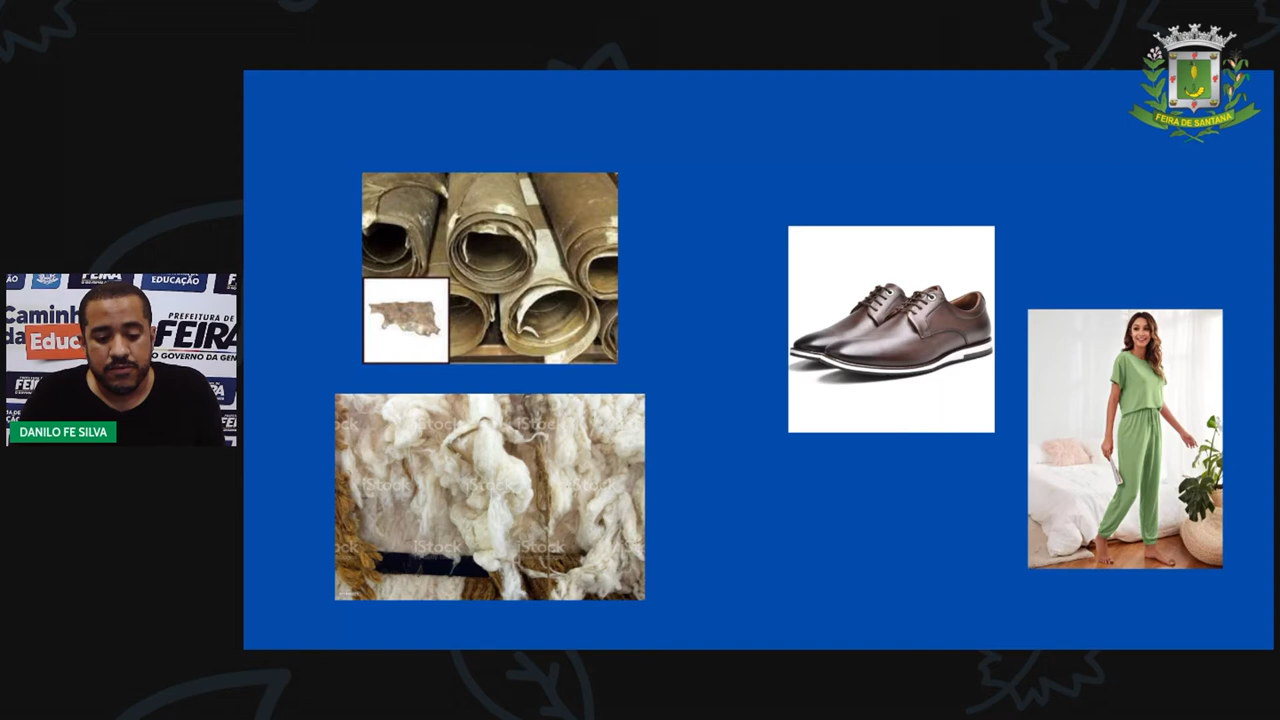 FEIRA DE SANTANA
FEIRA
EDUCAÇÃO
Caminh
da Educ
PREFEITURA DE
FEIRA
O GOVERNO DA GEN
DANILO FE SILVA
iStock
iStock
iStock
iStock